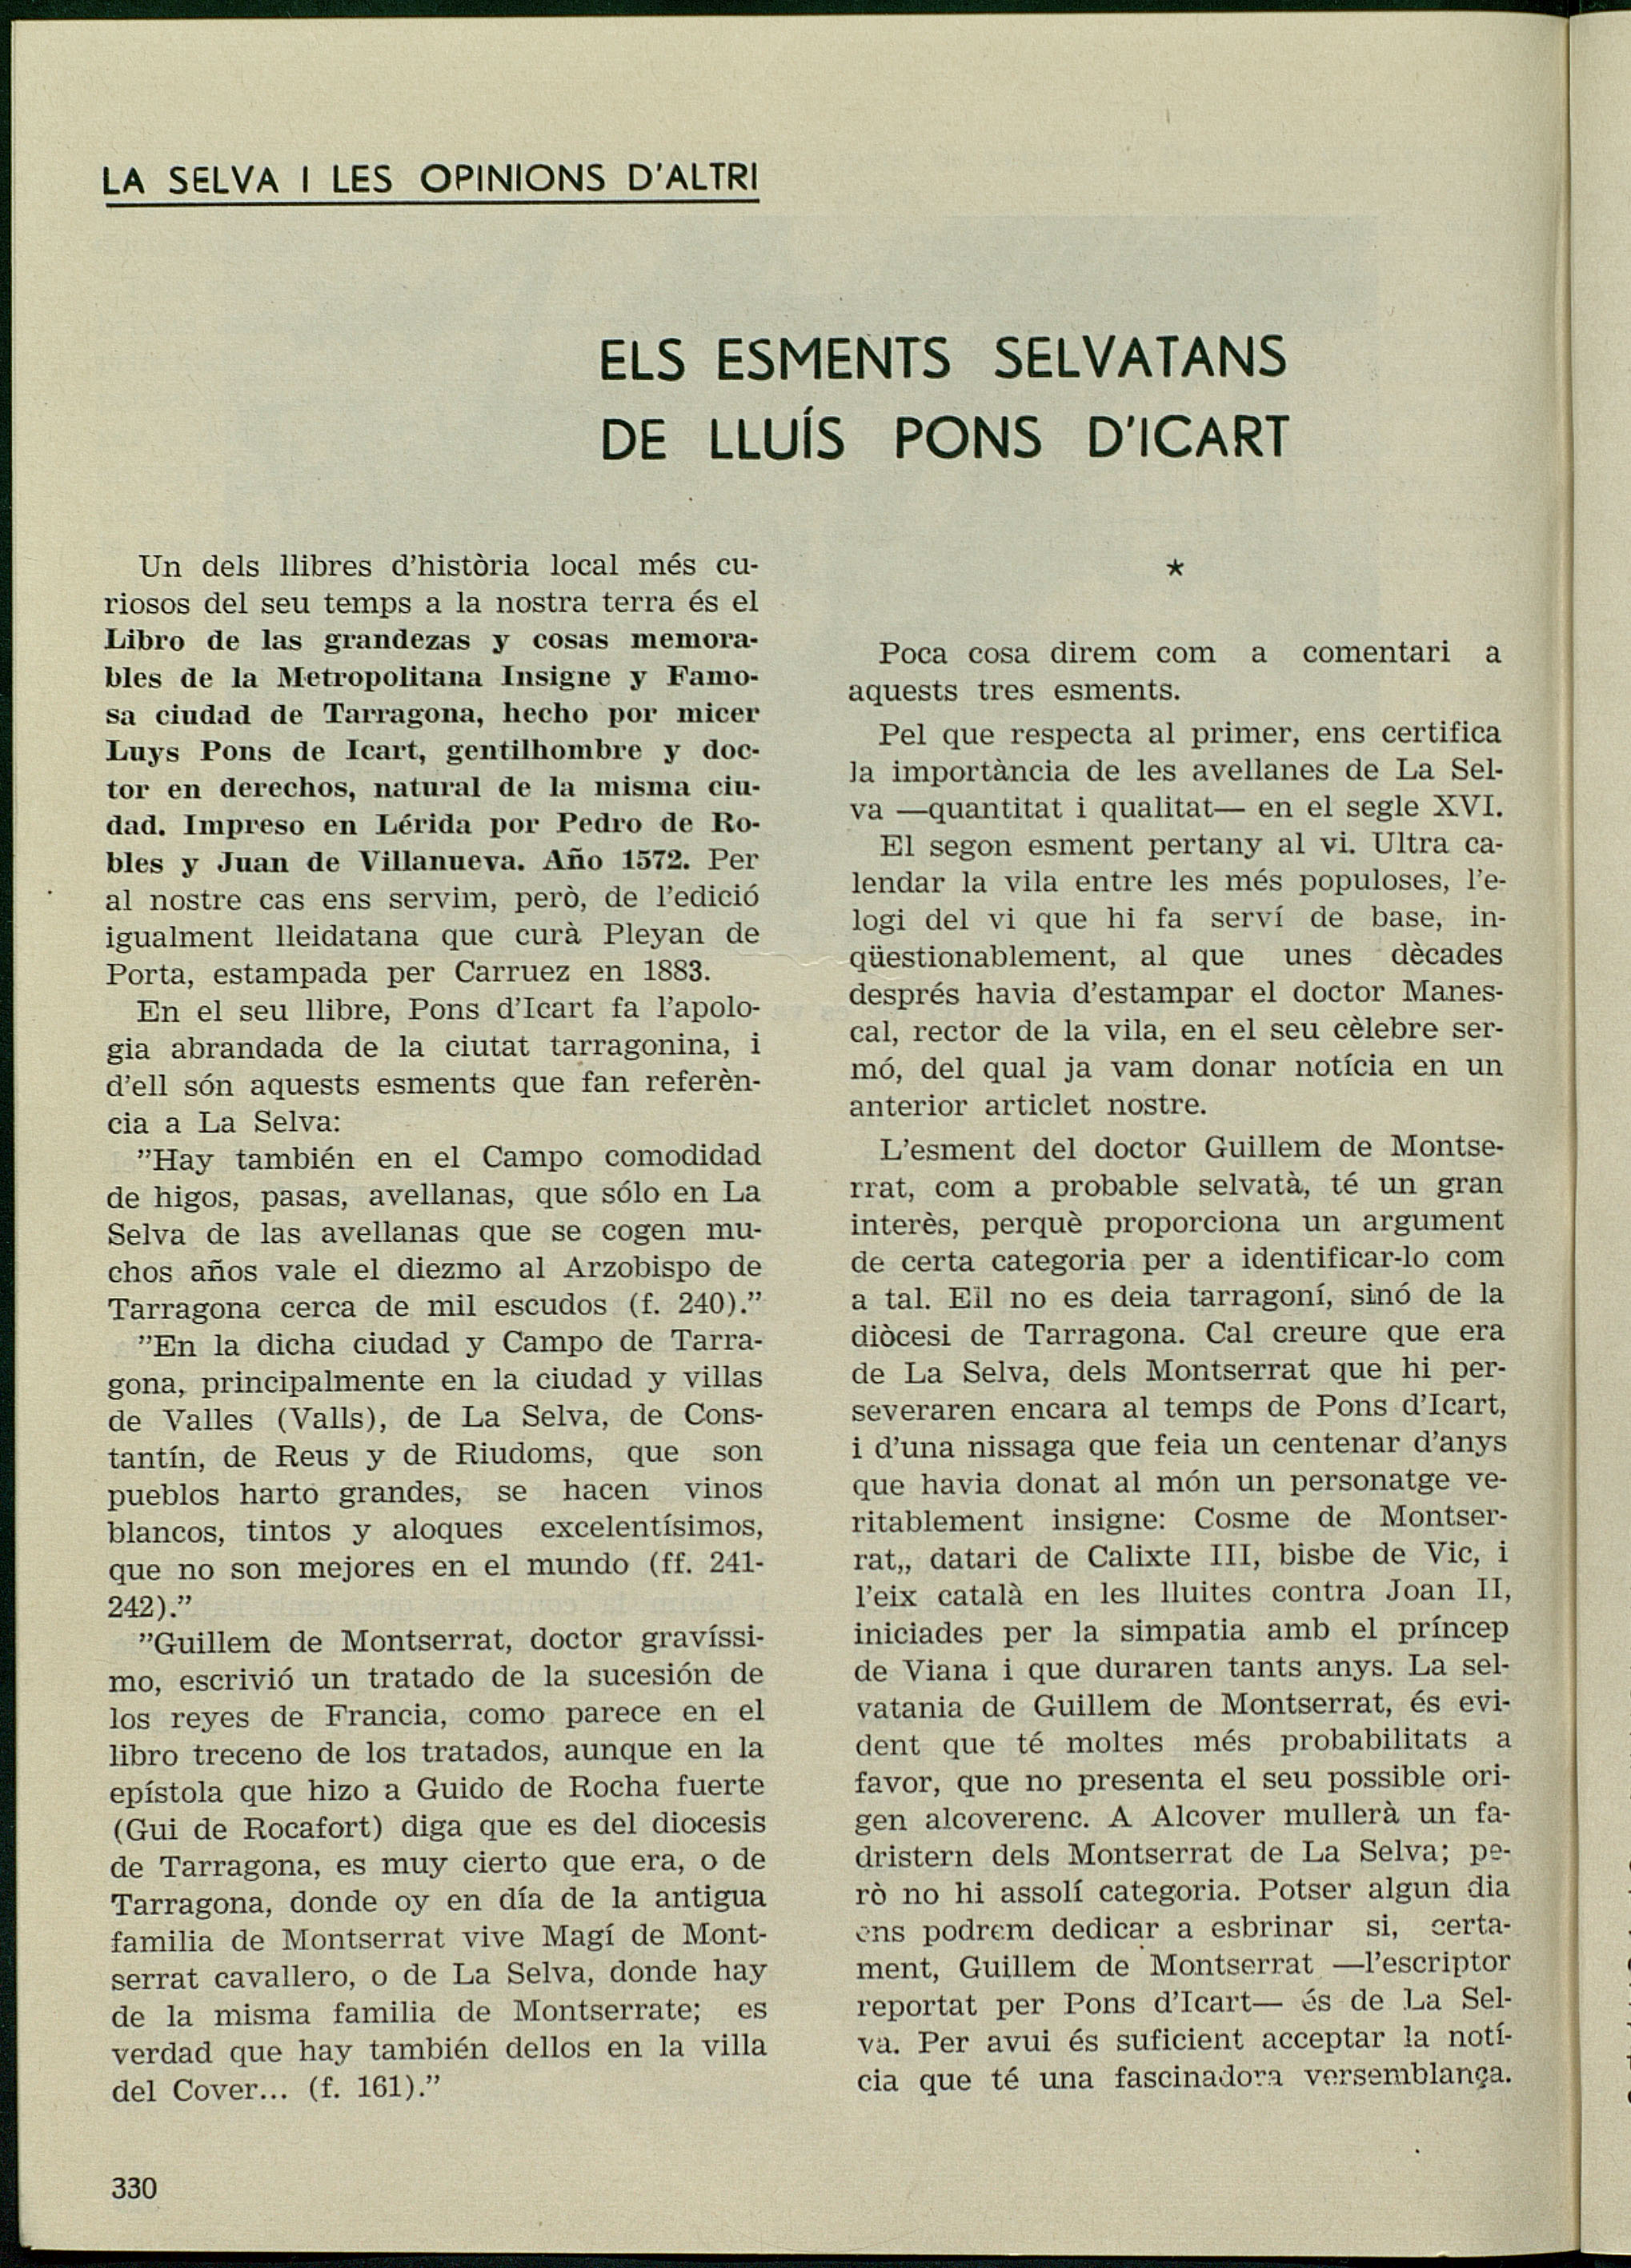 LA SELVA I LES OPINIONS D'ALTRI
ELS ESMENTS SELVATANS
DE LLUÍS PONS D'ICART
Un dels llibres d'història local més cu-
riosos del seu temps a la nostra terra és el
Libro de las grandezas y cosas memora-
bles de la Metropolitana Insigne y Famo-
sa ciudad de Tarragona, hecho por micer
Luys Pons de Icart, gentilhombre y doc-
tor en derechos, natural de la misma ciu-
dad. Impreso en Lérida por Pedro de Ro-
bles y Juan de Villanueva. Año 1572. Per
al nostre cas ens servim, però, de l'edició
igualment lleidatana que curà Pleyan de
Porta, estampada per Carruez en 1883.
En el seu llibre, Pons d'Icart fa l'apolo-
gia abrandada de la ciutat tarragonina, i
d'ell són aquests esments que fan referèn-
cia a La Selva:
"Hay también en el Campo comodidad
de higos, pasas, avellanas, que sólo en La
Selva de las avellanas que se cogen mu-
chos años vale el diezmo al Arzobispo de
Tarragona cerca de mil escudos (f. 240)."
"En la dicha ciudad y Campo de Tarra-
gona, principalmente en la ciudad y villas
de Valles (Valls), de La Selva, de Cons-
tantín, de Reus y de Riudoms, que son
pueblos harto grandes, se hacen vinos
blancos, tintos y aloques excelentísimos,
que no son mejores en el mundo (ff. 241-
242)."
"Guillem de Montserrat, doctor gravíssi-
mo, escrivió un tratado de la sucesión de
los reyes de Francia, como parece en el
libro treceno de los tratados, aunque en la
epístola que hizo a Guido de Rocha fuerte
(Gui de Rocafort) diga que es del diocesis
de Tarragona, es muy cierto que era, o de
Tarragona, donde oy en día de la antigua
familia de Montserrat vive Magí de Mont-
serrat cavallero, o de La Selva, donde hay
de la misma familia de Montserrate; es
verdad que hay también dellos en la villa
del Cover... (f. 161)."
*
Poca cosa direm com a comentari a
aquests tres esments.
Pel que respecta al primer, ens certifica
la importància de les avellanes de La Sel-
va —quantitat i qualitat— en el segle XVI.
El segon esment pertany al vi. Ultra ca-
lendar la vila entre les més populoses, l'e-
logi del vi que hi fa serví de base, in-
qüestionablement, al que unes dècades
després havia d'estampar el doctor Manes-
cal, rector de la vila, en el seu cèlebre ser-
mó, del qual ja vam donar notícia en un
anterior articlet nostre.
L'esment del doctor Guillem de Montse-
rrat, com a probable selvatà, té un gran
interès, perquè proporciona un argument
de certa categoria per a identificar-lo com
a tal. Eil no es deia tarragoní, sinó de la
diòcesi de Tarragona. Cal creure que era
de La Selva, dels Montserrat que hi per-
severaren encara al temps de Pons d'Icart,
i d'una nissaga que feia un centenar d'anys
que havia donat al món un personatge ve-
ritablement insigne: Cosme de Montser-
rat,, datari de Calixte III, bisbe de Vic, i
l'eix català en les lluites contra Joan II,
iniciades per la simpatia amb el príncep
de Viana i que duraren tants anys. La sel-
vatania de Guillem de Montserrat, és evi-
dent que té moltes més probabilitats a
favor, que no presenta el seu possible ori-
gen alcoverenc. A Alcover mullerà un fa-
dristern dels Montserrat de La Selva; pe-
rò no hi assolí categoria. Potser algun dia
ens podrem dedicar a esbrinar si, certa-
ment, Guillem de Montserrat —l'escriptor
reportat per Pons d'Icart— és de La Sel-
va. Per avui és suficient acceptar la notí-
cia que té una fascinadora versemblança.
330